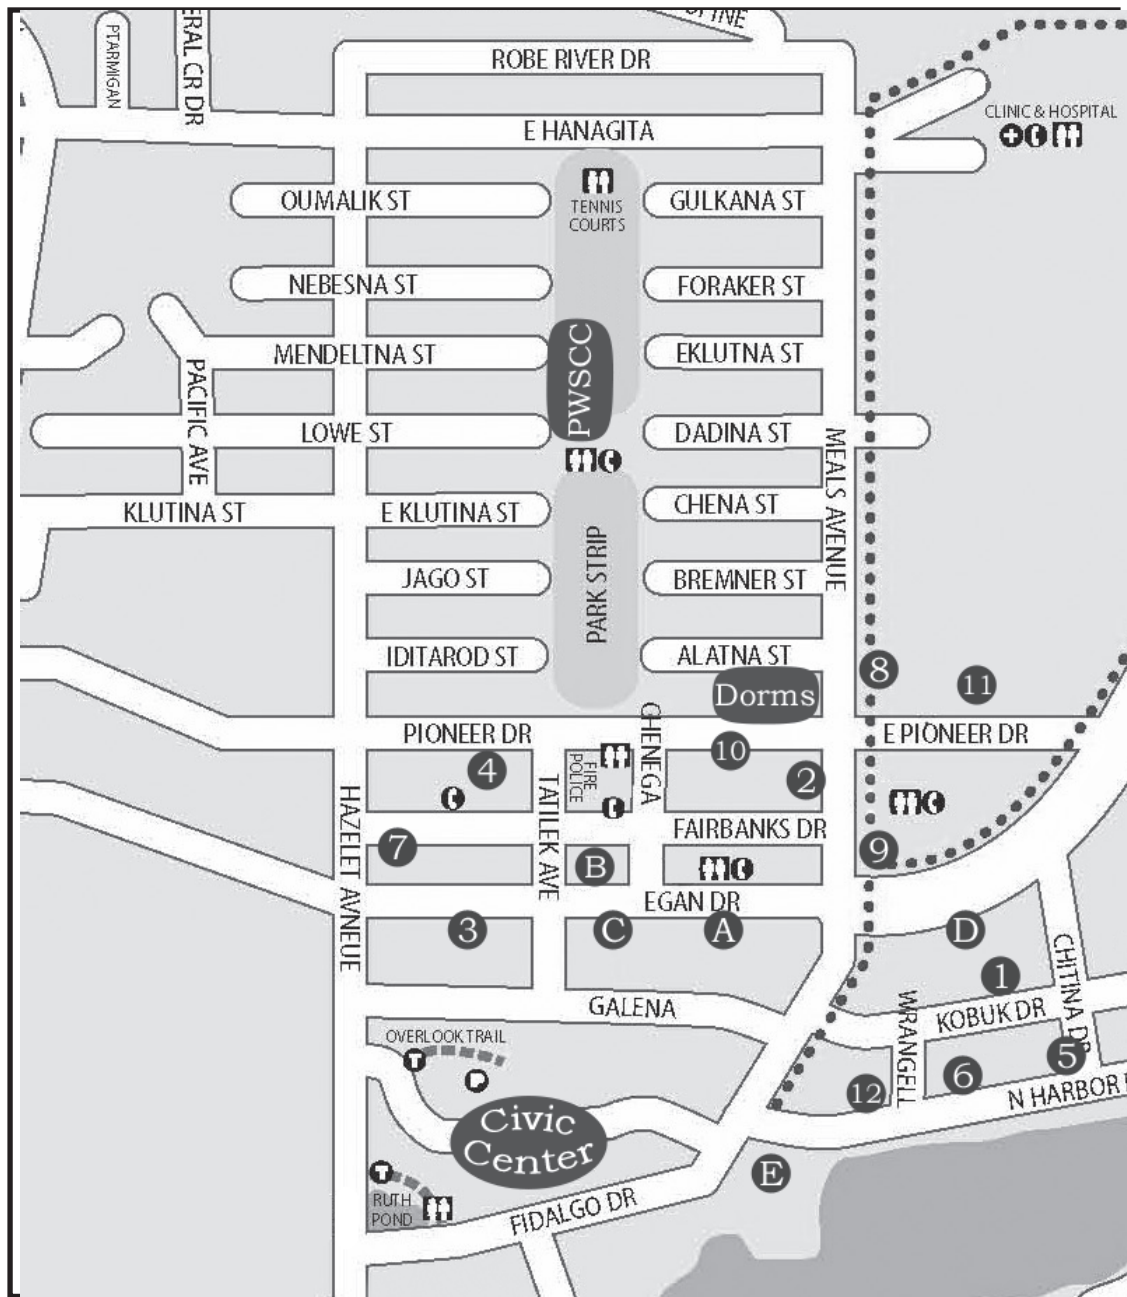 PINE
ROBE RIVER DR
PTARMIGAN
ERAL CR DR
CLINIC & HOSPITAL
E HANAGITA
OUMALIK ST
TENNIS
COURTS
GULKANA ST
NEBESNA ST
FORAKER ST
MENDELTNA ST
PWSCC
EKLUTNA ST
PACIFIC AVE
LOWE ST
DADINA ST
MEALS AVENUE
KLUTINA ST
E KLUTINA ST
CHENA ST
JAGO ST
PARK STRIP
BREMNER ST
IDITAROD ST
ALATNA ST
8
11
Dorms
PIONEER DR
CHENEGA
E PIONEER DR
10
4
FIRE
POLICE
2
HAZELET AVNEUE
TATILEK AVE
FAIRBANKS DR
7
B
9
EGAN DR
3
C
A
D
CHITINA DR
1
GALENA
WRANGELL
KOBUK DR
OVERLOOK TRAIL
T
5
6
12
N HARBOR
Civic
Center
T
E
RUTH
POND
FIDALGO DR